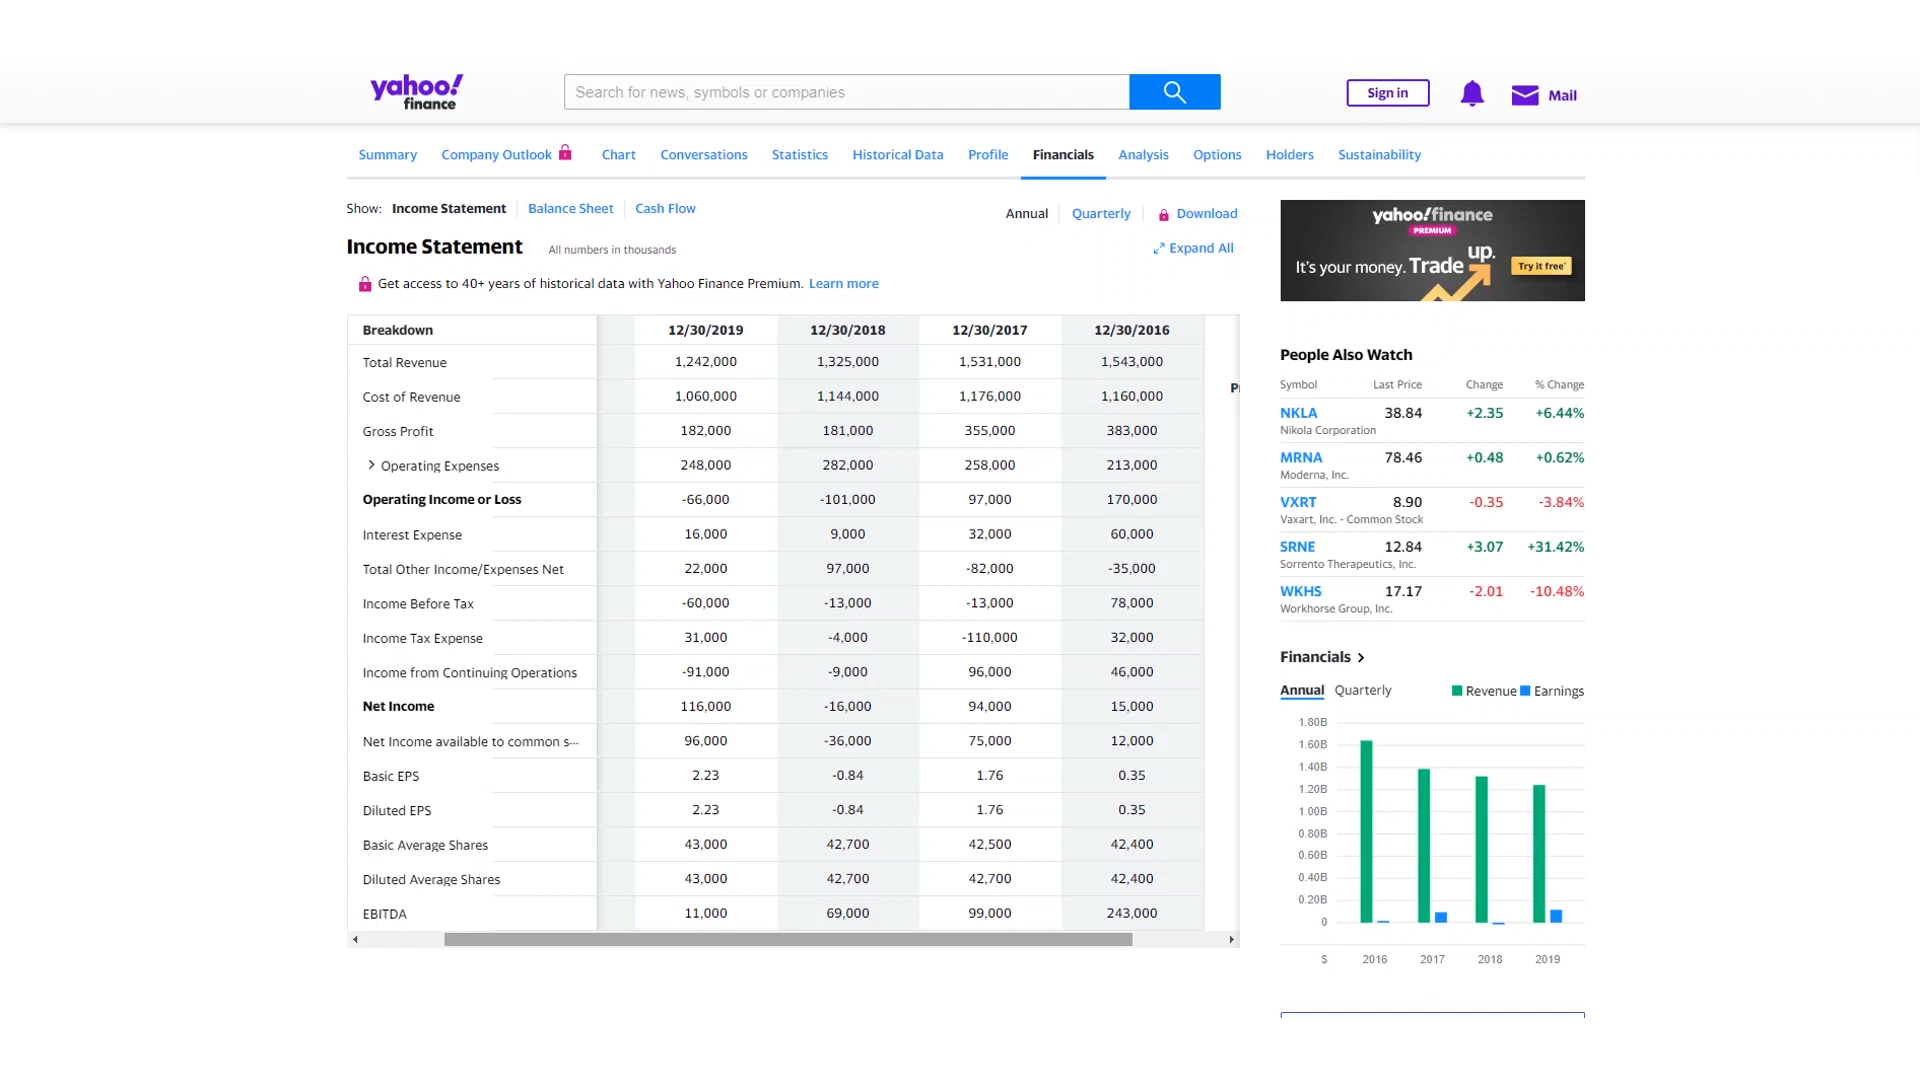 yahoo!
finance
Search for news, symbols or companies
Sign in
Mail
Summary Company Outlook Chart Conversations Statistics Historical Data Profile Financials Analysis Options Holders Sustainability
Show: Income Statement Balance Sheet Cash Flow
Annual Quarterly Download
Income Statement All numbers in thousands
Expand All
Get access to 40+ years of historical data with Yahoo Finance Premium. Learn more
Breakdown 12/30/2019 12/30/2018 12/30/2017 12/30/2016
Total Revenue 1,242,000 1,325,000 1,531,000 1,543,000
Cost of Revenue 1,060,000 1,144,000 1,176,000 1,160,000
Gross Profit 182,000 181,000 355,000 383,000
Operating Expenses 248,000 282,000 258,000 213,000
Operating Income or Loss -66,000 -101,000 97,000 170,000
Interest Expense 16,000 9,000 32,000 60,000
Total Other Income/Expenses Net 22,000 97,000 -82,000 -35,000
Income Before Tax -60,000 -13,000 -13,000 78,000
Income Tax Expense 31,000 -4,000 -110,000 32,000
Income from Continuing Operations -91,000 -9,000 96,000 46,000
Net Income 116,000 -16,000 94,000 15,000
Net Income available to common s... 96,000 -36,000 75,000 12,000
Basic EPS 2.23 -0.84 1.76 0.35
Diluted EPS 2.23 -0.84 1.76 0.35
Basic Average Shares 43,000 42,700 42,500 42,400
Diluted Average Shares 43,000 42,700 42,700 42,400
EBITDA 11,000 69,000 99,000 243,000
yahoo!finance
PREMIUM
It's your money. Trade up.
Try it free*
People Also Watch
Symbol Last Price Change % Change
NKLA 38.84 +2.35 +6.44%
Nikola Corporation
MRNA 78.46 +0.48 +0.62%
Moderna, Inc.
VXRT 8.90 -0.35 -3.84%
Vaxart, Inc. - Common Stock
SRNE 12.84 +3.07 +31.42%
Sorrento Therapeutics, Inc.
WKHS 17.17 -2.01 -10.48%
Workhorse Group, Inc.
Financials
Annual Quarterly Revenue Earnings
1.80B
1.60B
1.40B
1.20B
1.00B
0.80B
0.60B
0.40B
0.20B
0
$ 2016 2017 2018 2019